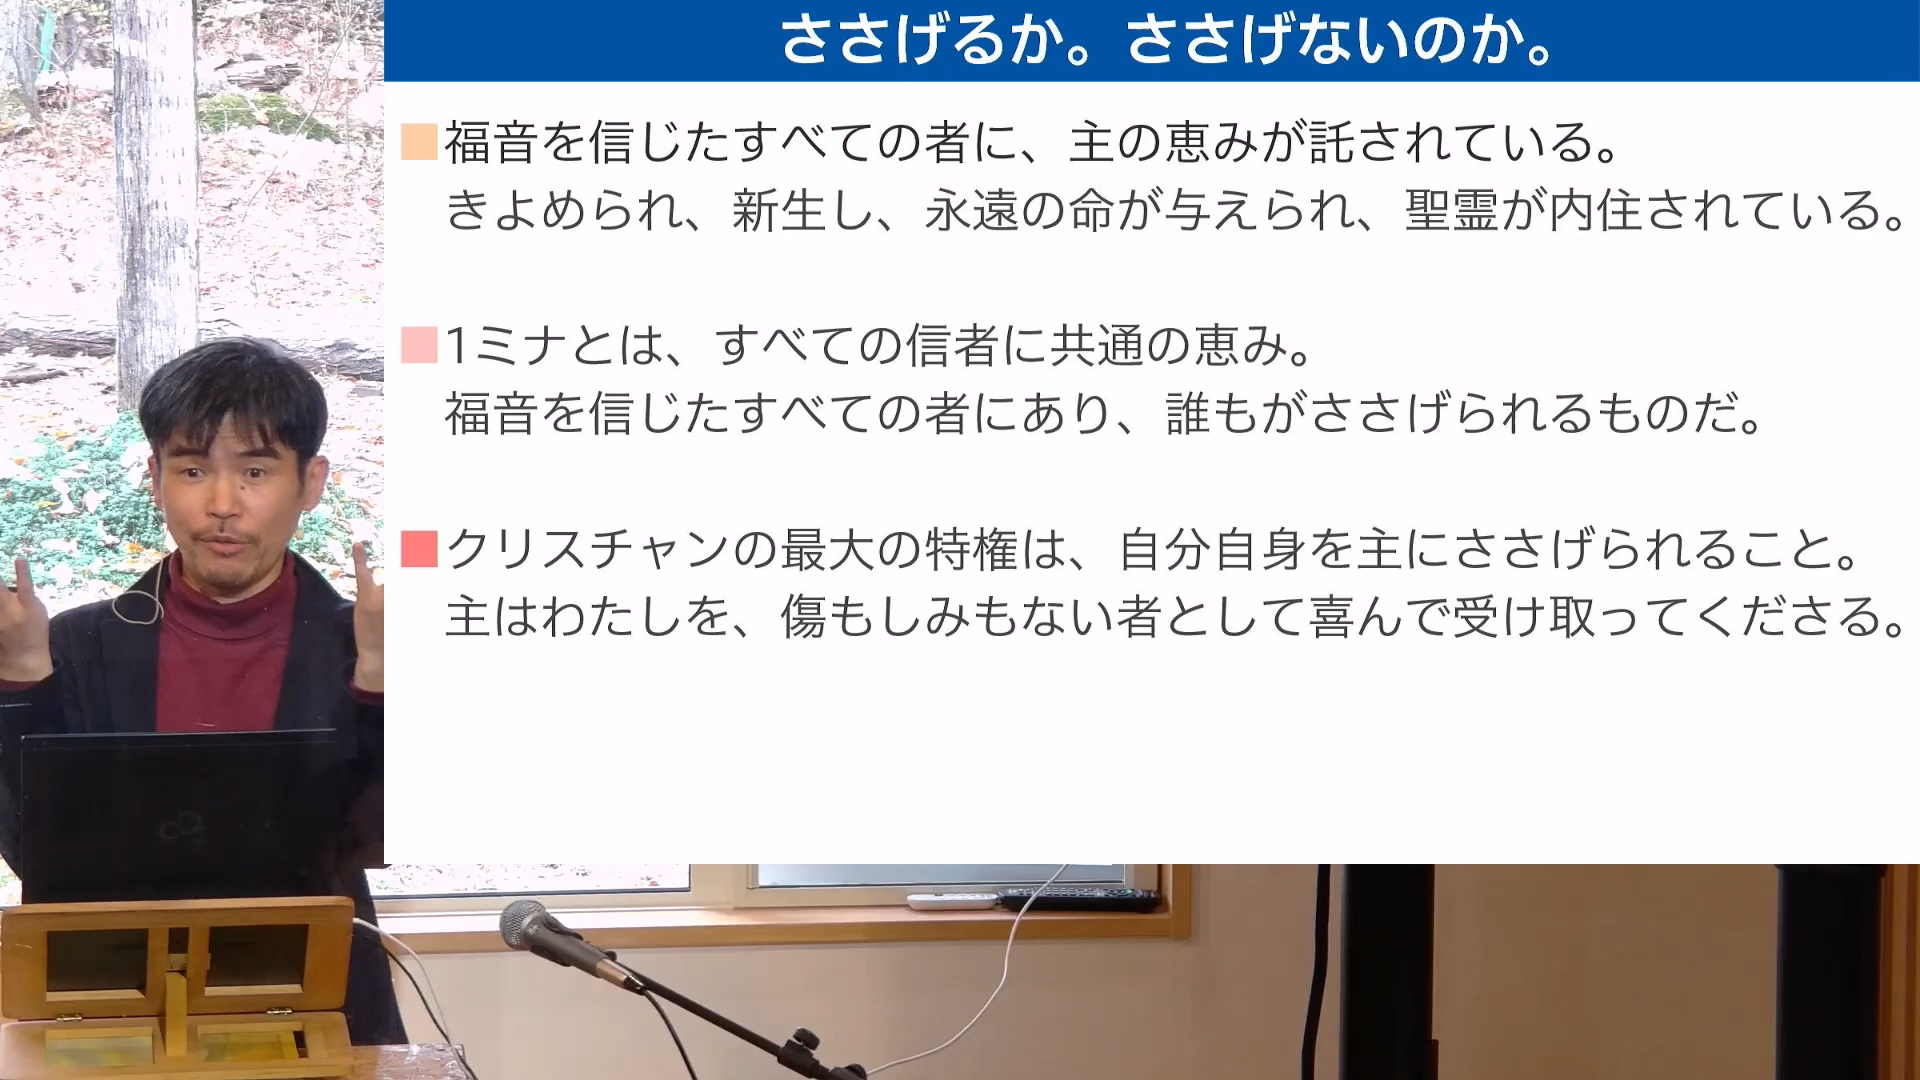 ささげるか。ささげないのか。
福音を信じたすべての者に、主の恵みが託されている。
きよめられ、新生し、永遠の命が与えられ、聖霊が内住されている。
1ミナとは、すべての信者に共通の恵み。
福音を信じたすべての者にあり、誰もがささげられるものだ。
クリスチャンの最大の特権は、自分自身を主にささげられること。
主はわたしを、傷もしみもない者として喜んで受け取ってくださる。